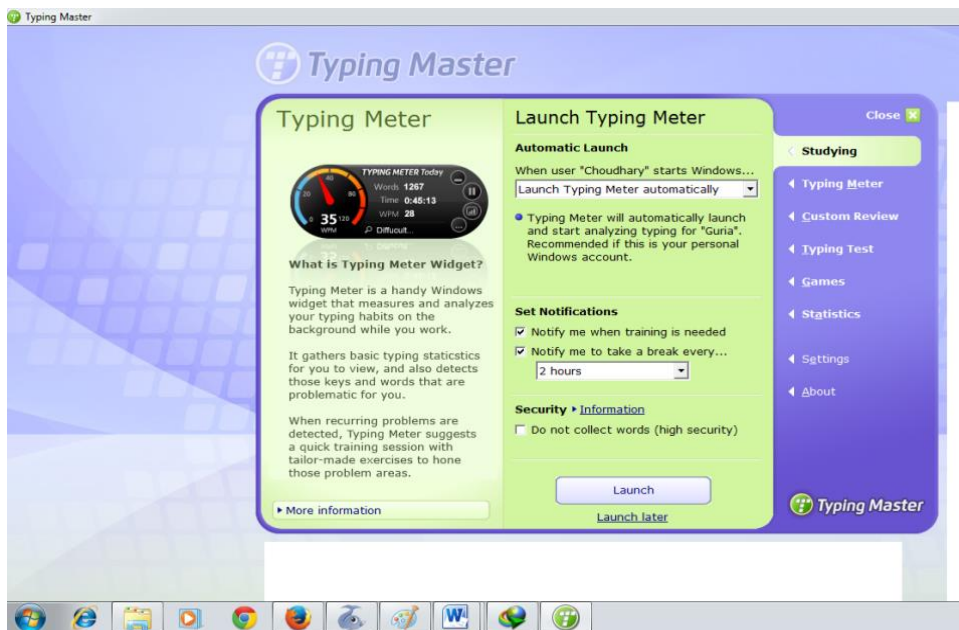 Typing Master
Typing Master
Typing Meter
TYPING METER Today
Words 1267
Time 0:45:13
WPM 28
Diffucult...
20
40
80
0
35
120
WPM
What is Typing Meter Widget?
Typing Meter is a handy Windows
widget that measures and analyzes
your typing habits on the
background while you work.
It gathers basic typing staticstics
for you to view, and also detects
those keys and words that are
problematic for you.
When recurring problems are
detected, Typing Meter suggests
a quick training session with
tailor-made exercises to hone
those problem areas.
More information
Launch Typing Meter
Automatic Launch
When user "Choudhary" starts Windows...
Launch Typing Meter automatically
Typing Meter will automatically launch
and start analyzing typing for "Guria".
Recommended if this is your personal
Windows account.
Set Notifications
Notify me when training is needed
Notify me to take a break every...
2 hours
Security Information
Do not collect words (high security)
Launch
Launch later
Close
Studying
Typing Meter
Custom Review
Typing Test
Games
Statistics
Settings
About
Typing Master
W